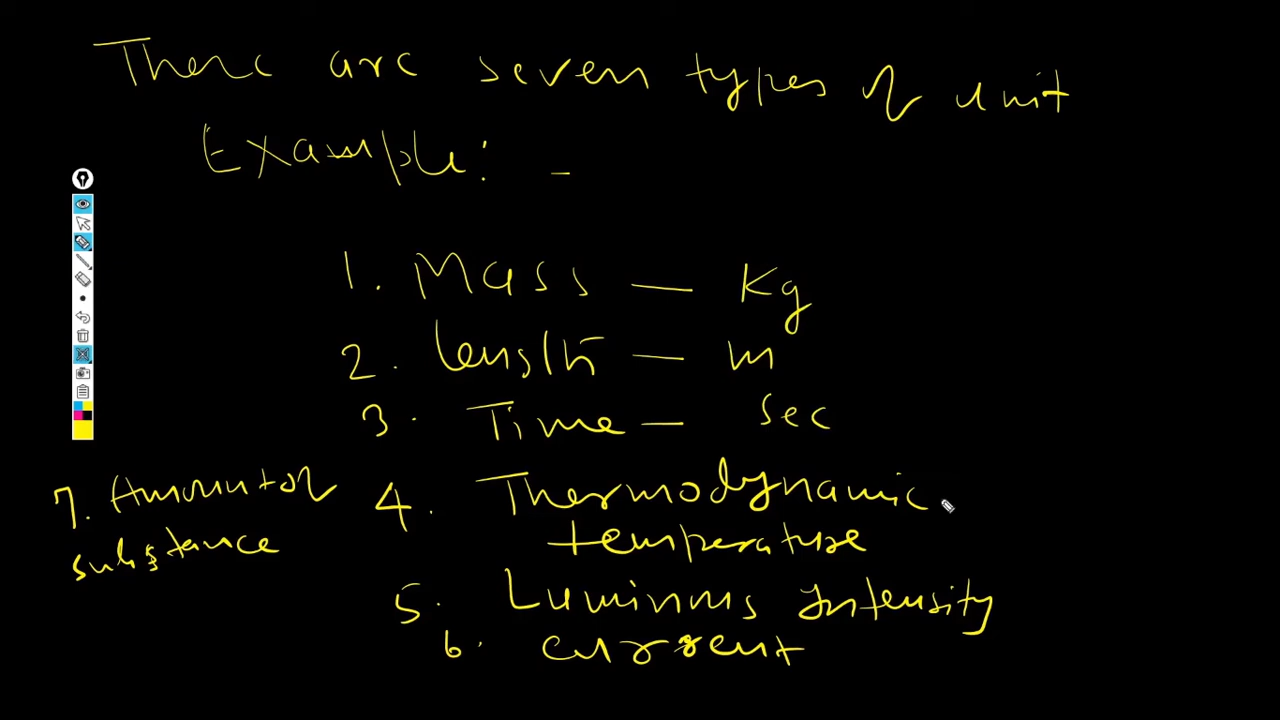 There are seven types of unit
Example: -
1. Mass — Kg
2. length — m
3. Time — sec
4. Thermodynamic
temperature
5. Luminous Intensity
6. current
7. Amount of
substance